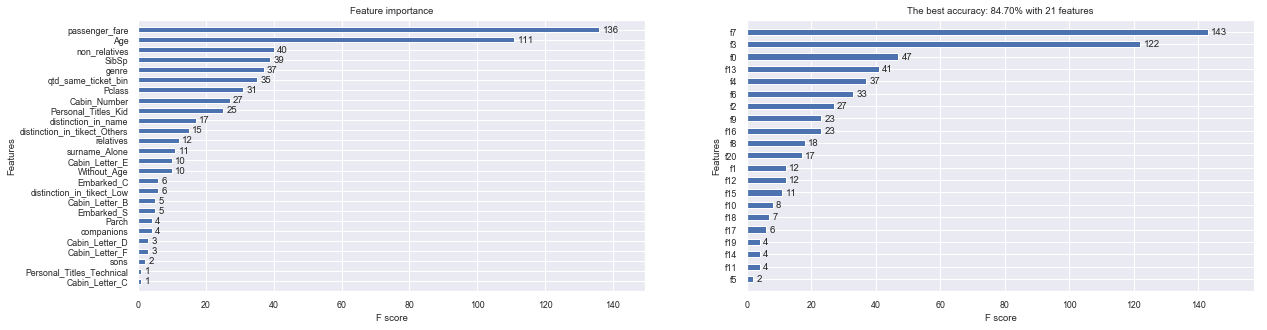 Feature importance
Features
passenger_fare 136
Age 111
non_relatives 40
SibSp 39
genre 37
qtd_same_ticket_bin 35
Pclass 31
Cabin_Number 27
Personal_Titles_Kid 25
distinction_in_name 17
distinction_in_tikect_Others 15
relatives 12
surname_Alone 11
Cabin_Letter_E 10
Without_Age 10
Embarked_C 6
distinction_in_tikect_Low 6
Cabin_Letter_B 5
Embarked_S 5
Parch 4
companions 4
Cabin_Letter_D 3
Cabin_Letter_F 3
sons 2
Personal_Titles_Technical 1
Cabin_Letter_C 1
0 20 40 60 80 100 120 140
F score
The best accuracy: 84.70% with 21 features
Features
f7 143
f3 122
f0 47
f13 41
f4 37
f6 33
f2 27
f9 23
f16 23
f8 18
f20 17
f1 12
f12 12
f15 11
f10 8
f18 7
f17 6
f19 4
f14 4
f11 4
f5 2
0 20 40 60 80 100 120 140
F score